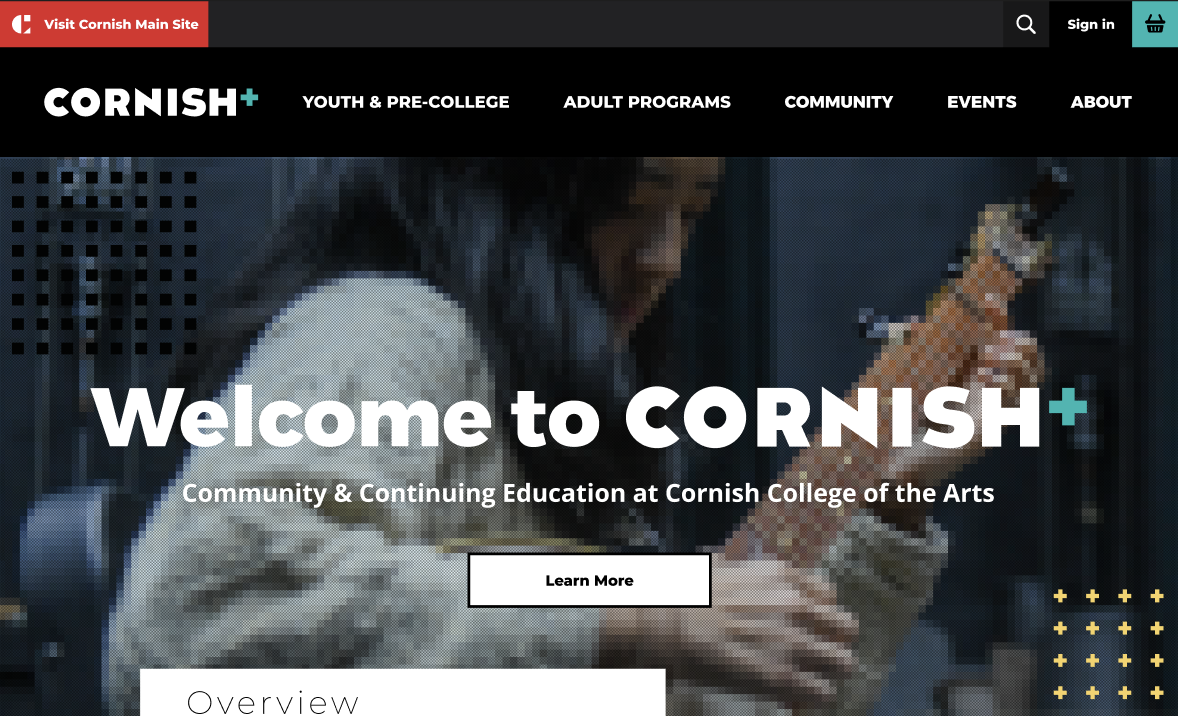 Visit Cornish Main Site
Sign in
CORNISH+
YOUTH & PRE-COLLEGE
ADULT PROGRAMS
COMMUNITY
EVENTS
ABOUT
Welcome to CORNISH+
Community & Continuing Education at Cornish College of the Arts
Learn More
Overview